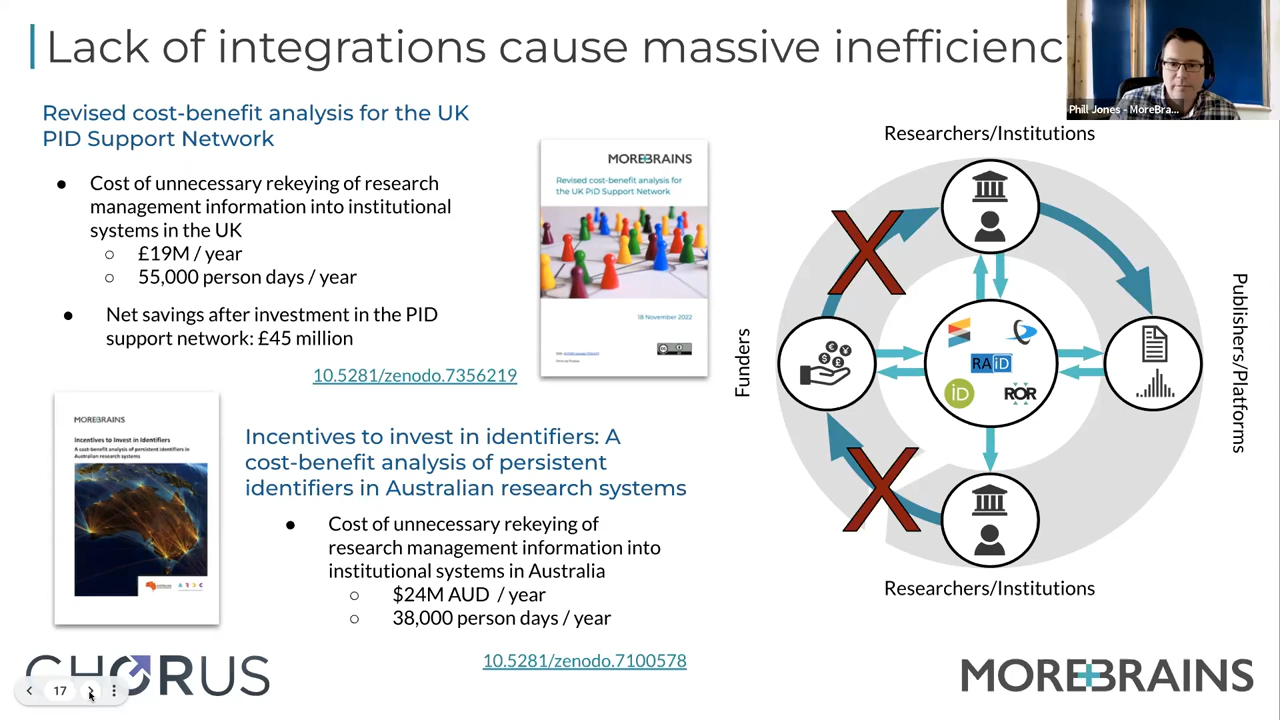 Lack of integrations cause massive inefficienc
Phill Jones - MoreBra...
Revised cost-benefit analysis for the UK
PID Support Network
● Cost of unnecessary rekeying of research
management information into institutional
systems in the UK
○ £19M / year
○ 55,000 person days / year
● Net savings after investment in the PID
support network: £45 million
10.5281/zenodo.7356219
MOREBRAINS
Revised cost-benefit analysis for
the UK PID Support Network
18 November 2022
MOREBRAINS
Incentives to Invest in Identifiers
A cost-benefit analysis of persistent identifiers in
Australian research systems
Incentives to invest in identifiers: A
cost-benefit analysis of persistent
identifiers in Australian research systems
● Cost of unnecessary rekeying of
research management information into
institutional systems in Australia
○ $24M AUD / year
○ 38,000 person days / year
10.5281/zenodo.7100578
Researchers/Institutions
Funders
Publishers/Platforms
RAiD
iD
ROR
Researchers/Institutions
CHORUS
17
MOREBRAINS